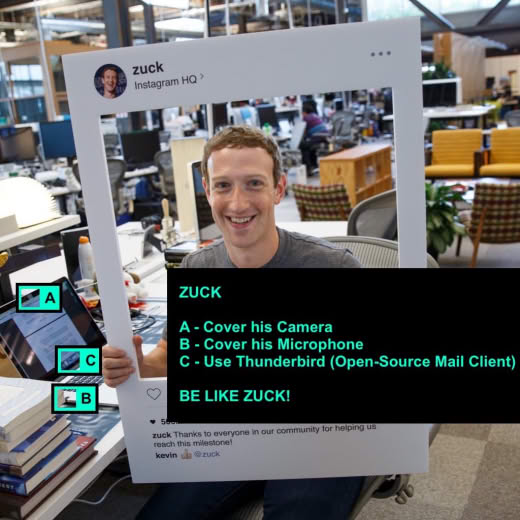 zuck
Instagram HQ >
A
C
B
ZUCK
A - Cover his Camera
B - Cover his Microphone
C - Use Thunderbird (Open-Source Mail Client)
BE LIKE ZUCK!
zuck Thanks to everyone in our community for helping us
reach this milestone!
kevin 👍 @zuck